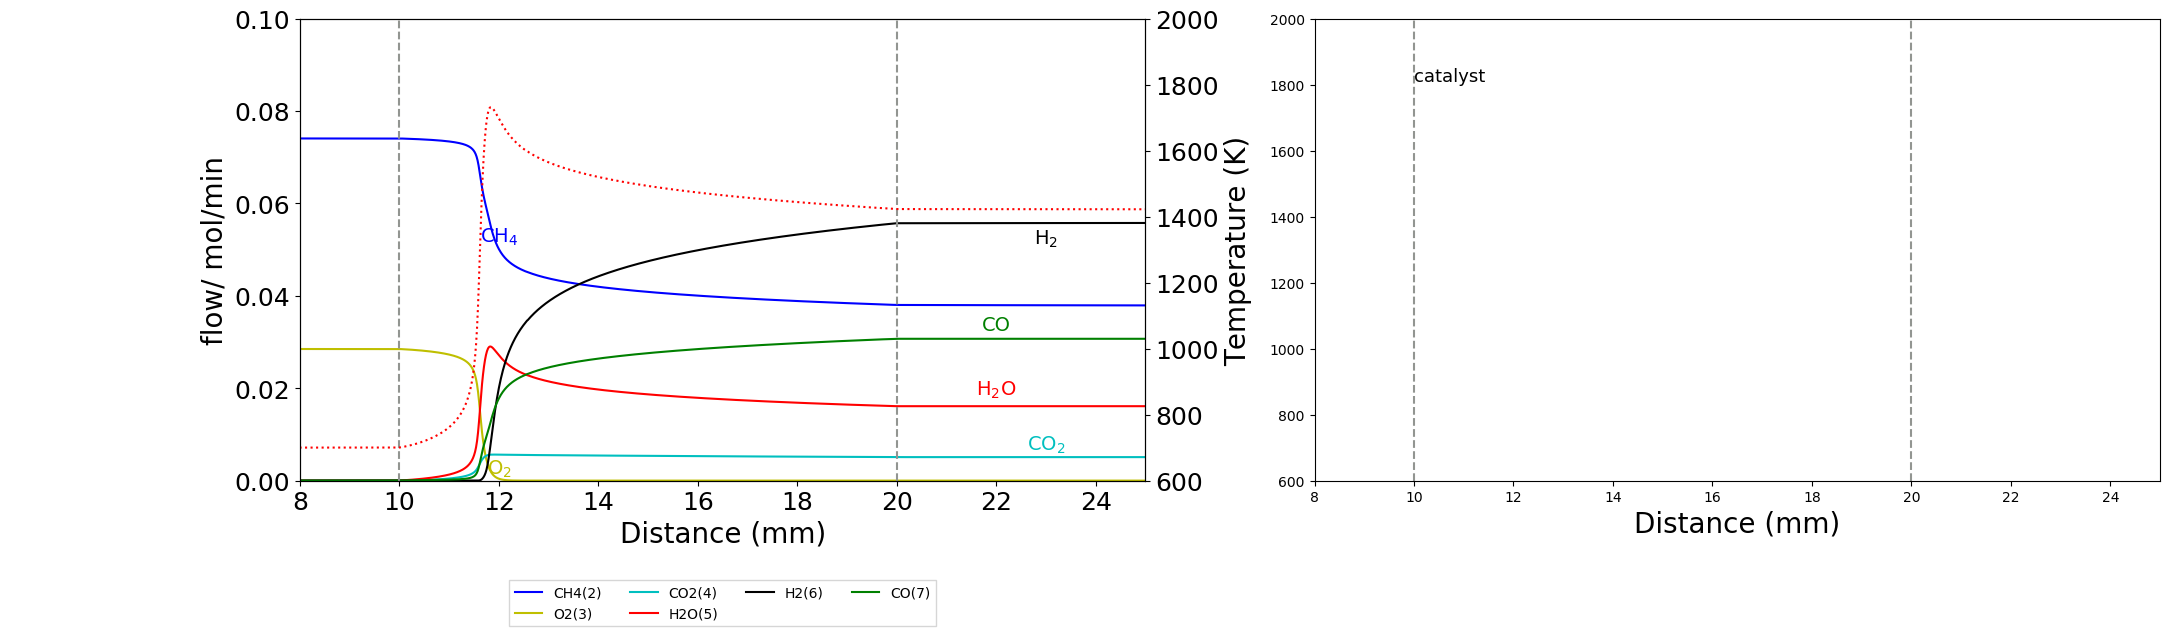 0.10
0.08
0.06
0.04
0.02
0.00
flow/ mol/min
8 10 12 14 16 18 20 22 24
Distance (mm)
CH₄
O₂
H₂
CO
H₂O
CO₂
2000
1800
1600
1400
1200
1000
800
600
Temperature (K)
CH4(2) CO2(4) H2(6) CO(7)
O2(3) H2O(5)
2000
1800
1600
1400
1200
1000
800
600
catalyst
8 10 12 14 16 18 20 22 24
Distance (mm)